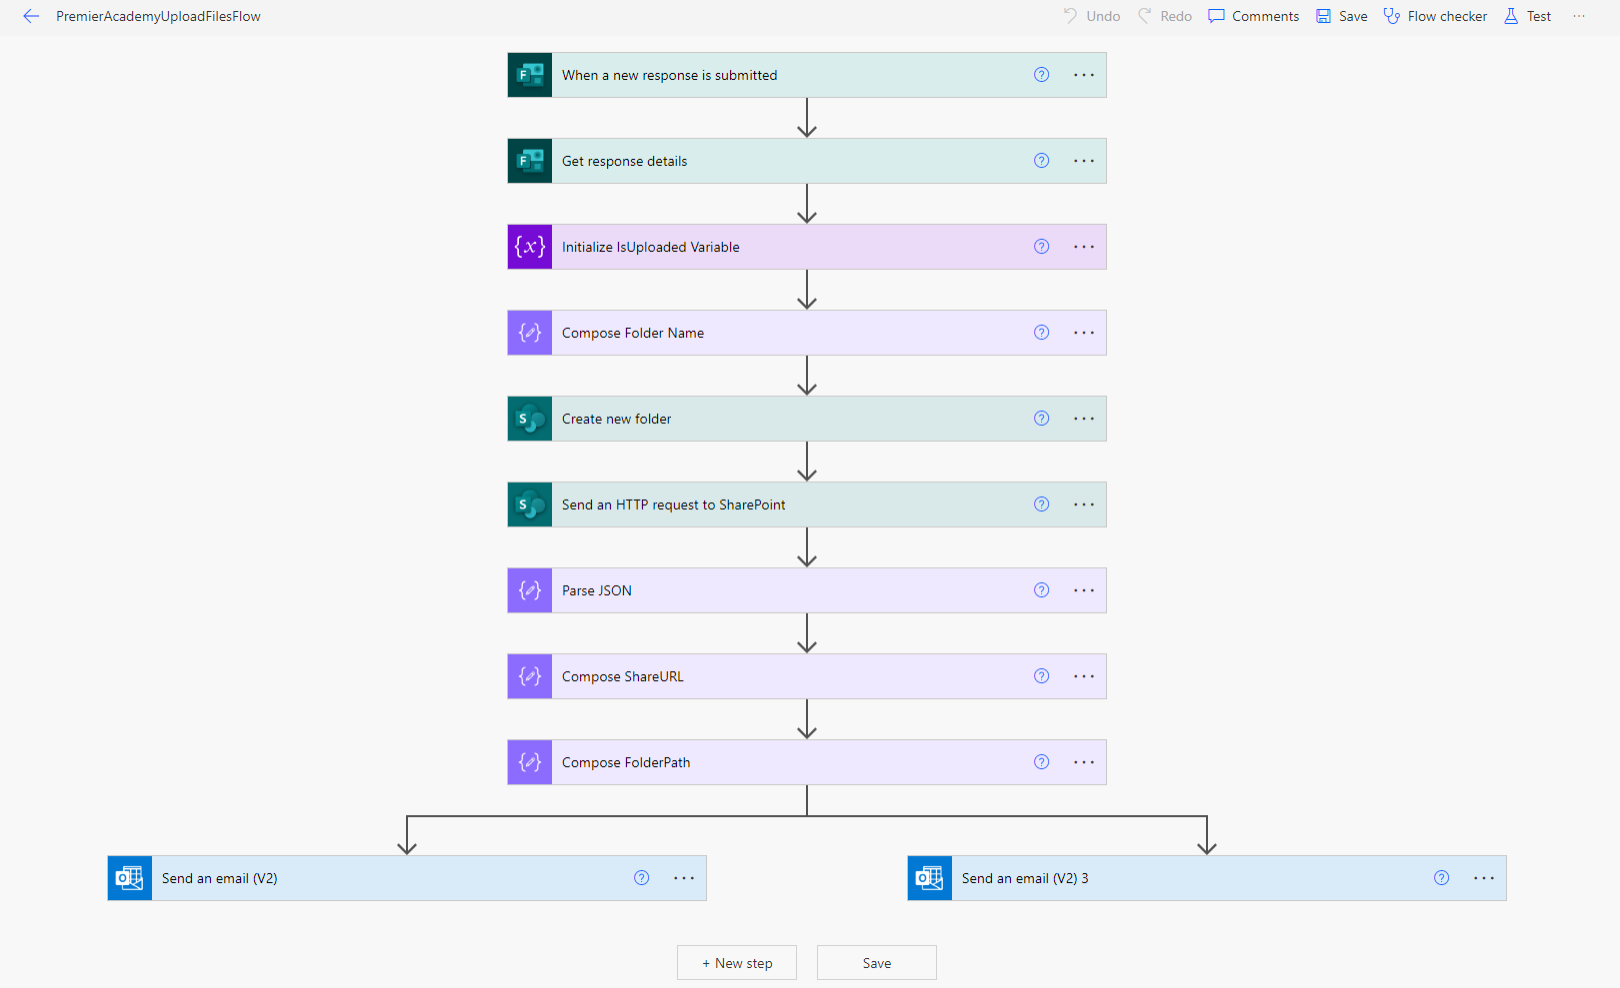 PremierAcademyUploadFilesFlow
Undo Redo Comments Save Flow checker Test ...
When a new response is submitted
Get response details
Initialize IsUploaded Variable
Compose Folder Name
Create new folder
Send an HTTP request to SharePoint
Parse JSON
Compose ShareURL
Compose FolderPath
Send an email (V2)
Send an email (V2) 3
+ New step
Save